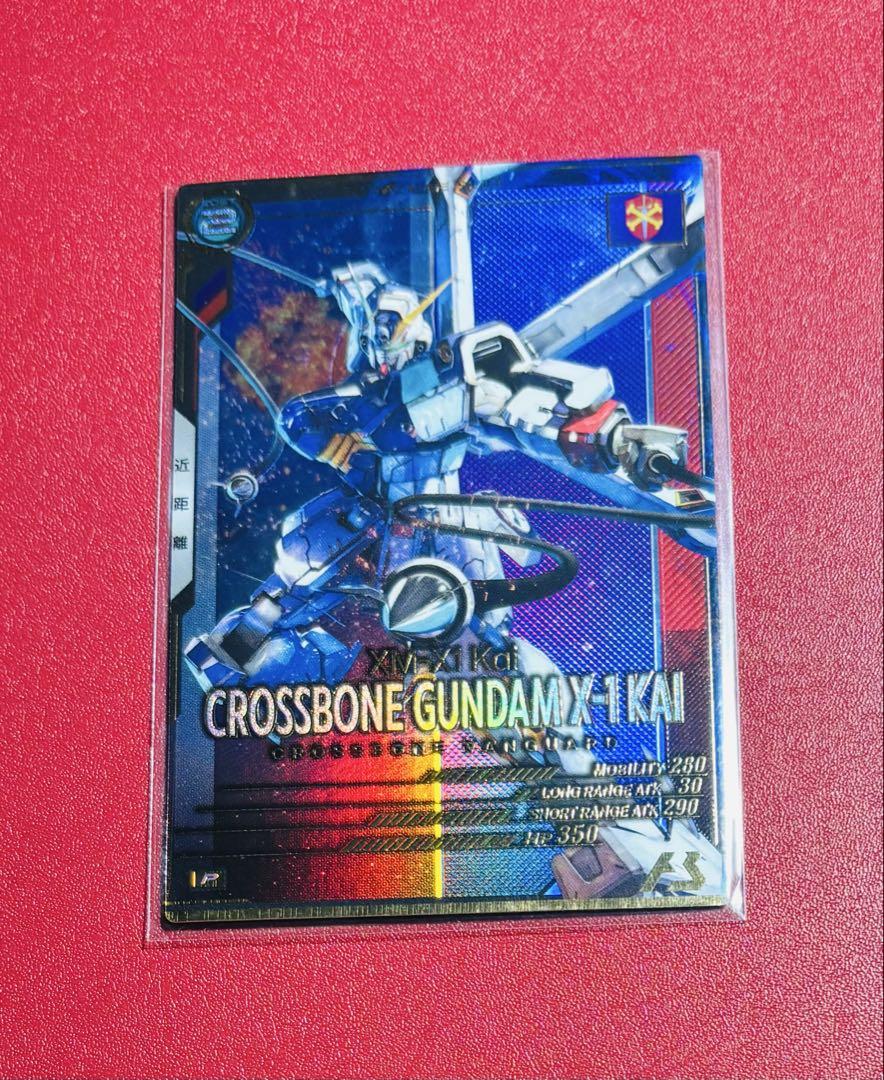 近距離
XM-X1 Kai
CROSSBONE GUNDAM X-1 KAI
CROSSBONE VANGUARD
MOBILITY 280
LONG RANGE ATK 30
SHORT RANGE ATK 290
HP 350
P